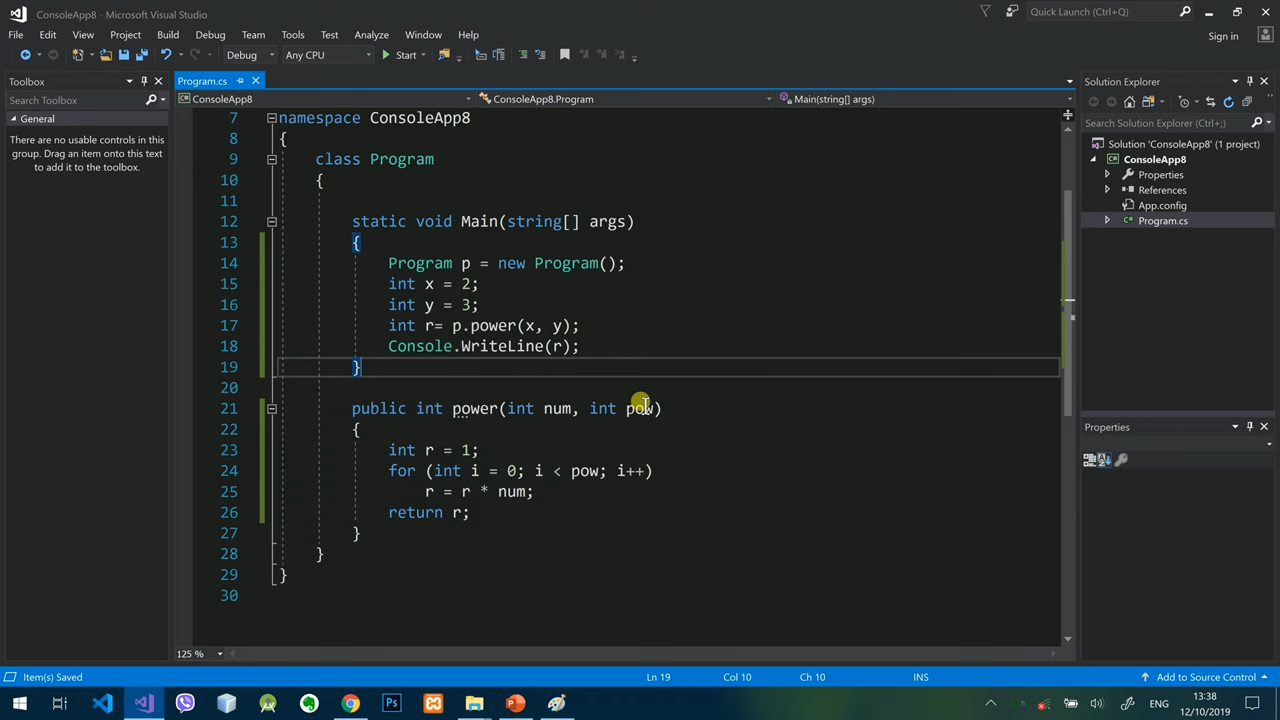 ConsoleApp8 - Microsoft Visual Studio
Quick Launch (Ctrl+Q)
File Edit View Project Build Debug Team Tools Test Analyze Window Help
Sign in
Debug Any CPU Start
Toolbox
Program.cs
Solution Explorer
Search Toolbox
ConsoleApp8 ConsoleApp8.Program Main(string[] args)
General
There are no usable controls in this
group. Drag an item onto this text
to add it to the toolbox.
Search Solution Explorer (Ctrl+;)
Solution 'ConsoleApp8' (1 project)
ConsoleApp8
Properties
References
App.config
Program.cs
7 namespace ConsoleApp8
8 {
9 class Program
10 {
11
12 static void Main(string[] args)
13 {
14 Program p = new Program();
15 int x = 2;
16 int y = 3;
17 int r= p.power(x, y);
18 Console.WriteLine(r);
19 }
20
21 public int power(int num, int pow)
22 {
23 int r = 1;
24 for (int i = 0; i < pow; i++)
25 r = r * num;
26 return r;
27 }
28 }
29 }
30
Properties
125 %
Item(s) Saved Ln 19 Col 10 Ch 10 INS Add to Source Control
Ps
ENG
13:38
12/10/2019